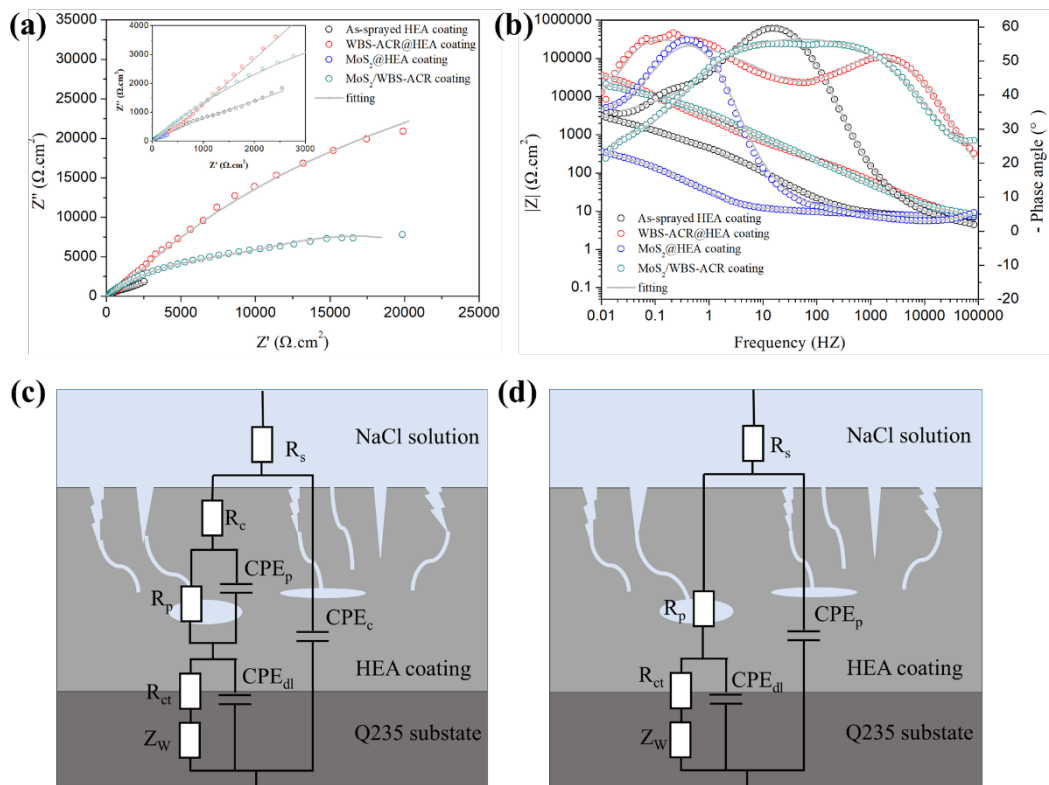 (a)
Z'' (Ω.cm²)
35000
30000
25000
20000
15000
10000
5000
0
0
5000
10000
15000
20000
25000
Z' (Ω.cm²)
Z'' (Ω.cm²)
4000
3000
2000
1000
0
0
1000
2000
3000
Z' (Ω.cm²)
As-sprayed HEA coating
WBS-ACR@HEA coating
MoS₂@HEA coating
MoS₂/WBS-ACR coating
fitting
(b)
|Z| (Ω.cm²)
1000000
100000
10000
1000
100
10
1
0.1
0.01
0.1
1
10
100
1000
10000
100000
Frequency (HZ)
- Phase angle (°)
60
50
40
30
20
10
0
-10
-20
As-sprayed HEA coating
WBS-ACR@HEA coating
MoS₂@HEA coating
MoS₂/WBS-ACR coating
fitting
(c)
NaCl solution
Rs
Rc
CPEp
Rp
CPEc
HEA coating
CPEdl
Rct
ZW
Q235 substate
(d)
NaCl solution
Rs
Rp
CPEp
HEA coating
CPEdl
Rct
ZW
Q235 substate